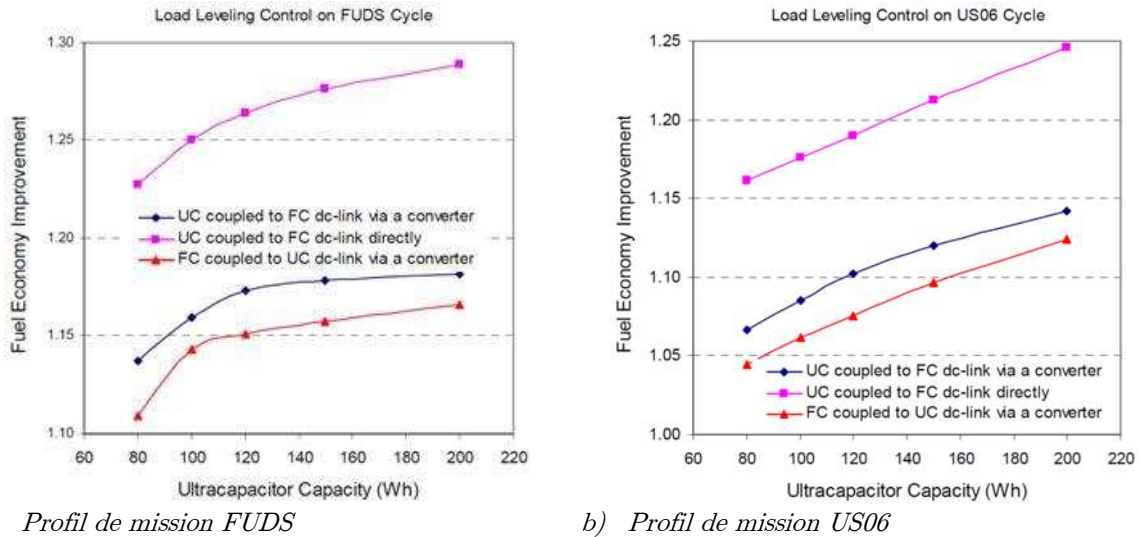 Load Leveling Control on FUDS Cycle
1.30
1.25
1.20
1.15
1.10
Fuel Economy Improvement
UC coupled to FC dc-link via a converter
UC coupled to FC dc-link directly
FC coupled to UC dc-link via a converter
60 80 100 120 140 160 180 200 220
Ultracapacitor Capacity (Wh)
Profil de mission FUDS
Load Leveling Control on US06 Cycle
1.25
1.20
1.15
1.10
1.05
1.00
Fuel Economy Improvement
UC coupled to FC dc-link via a converter
UC coupled to FC dc-link directly
FC coupled to UC dc-link via a converter
60 80 100 120 140 160 180 200 220
Ultracapacitor Capacity (Wh)
b) Profil de mission US06